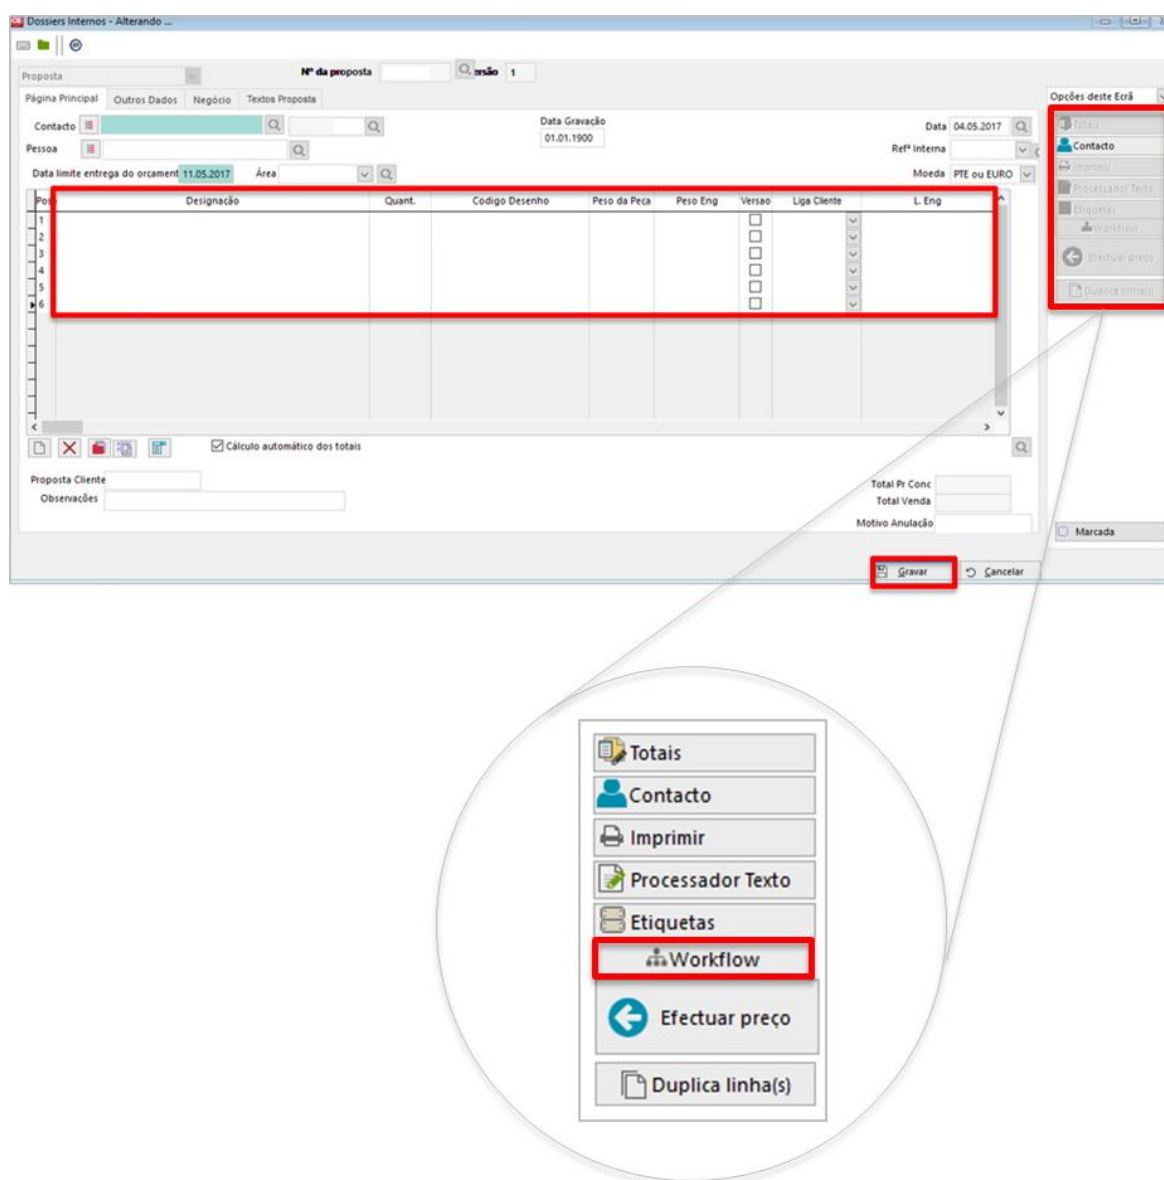 Dossiers Internos - Alterando ...
Proposta
Nº da proposta
ersão 1
Página Principal Outros Dados Negócio Textos Proposta
Opções deste Ecrã
Contacto
Data Gravação
01.01.1900
Data 04.05.2017
Pessoa
Refª Interna
Data limite entrega do orcament 11.05.2017 Área
Moeda PTE ou EURO
Totais
Contacto
Imprimir
Processador Texto
Etiquetas
Workflow
Efectuar preço
Duplica linha(s)
Pos Designação Quant. Codigo Desenho Peso da Peca Peso Eng Versao Liga Cliente L. Eng
1
2
3
4
5
6
Cálculo automático dos totais
Proposta Cliente
Observações
Total Pr Conc
Total Venda
Motivo Anulação
Marcada
Gravar Cancelar
Totais
Contacto
Imprimir
Processador Texto
Etiquetas
Workflow
Efectuar preço
Duplica linha(s)